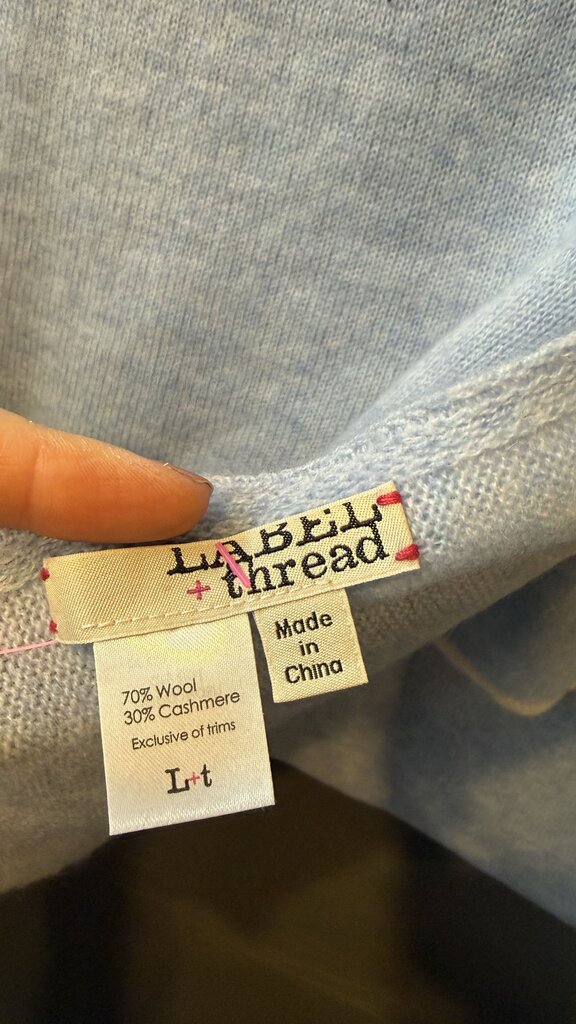 LABEL
+ thread
Made
in
China
70% Wool
30% Cashmere
Exclusive of trims
L+t